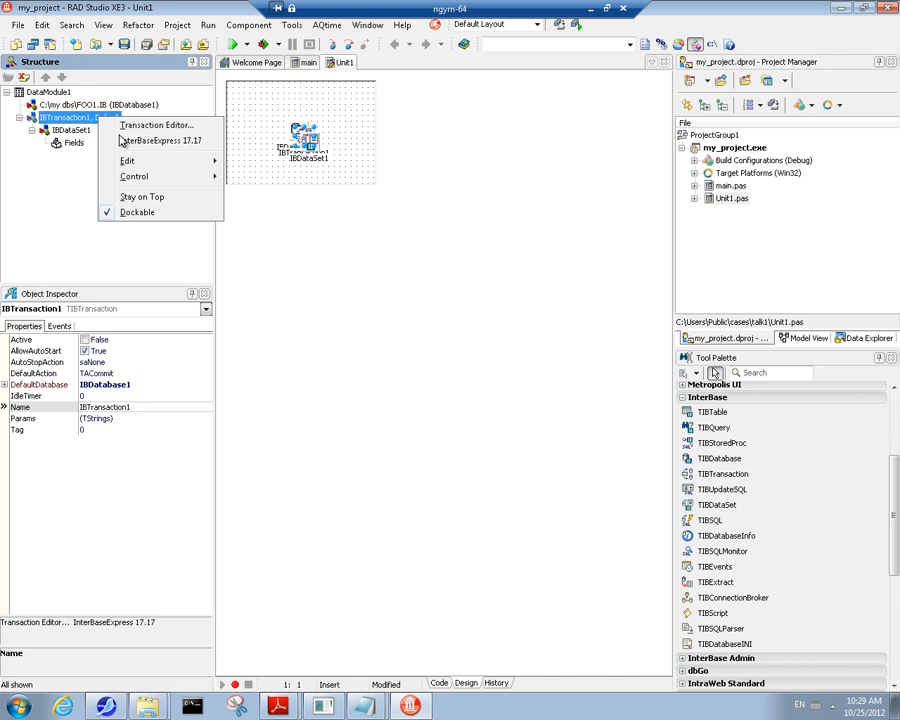 my_project - RAD Studio XE3 - Unit1
ngyrn-64
File Edit Search View Refactor Project Run Component Tools AQtime Window Help
Default Layout
Structure
Welcome Page main Unit1
my_project.dproj - Project Manager
DataModule1
C:\my dbs\FOO1.IB {IBDatabase1}
IBTransaction1,
IBDataSet1
Fields
Transaction Editor...
InterBaseExpress 17.17
Edit
Control
Stay on Top
Dockable
IBDataSet1
File
ProjectGroup1
my_project.exe
Build Configurations (Debug)
Target Platforms (Win32)
main.pas
Unit1.pas
Object Inspector
IBTransaction1 TIBTransaction
Properties Events
Active False
AllowAutoStart True
AutoStopAction saNone
DefaultAction TACommit
DefaultDatabase IBDatabase1
IdleTimer 0
Name IBTransaction1
Params (TStrings)
Tag 0
Transaction Editor... InterBaseExpress 17.17
Name
All shown
C:\Users\Public\cases\talk1\Unit1.pas
my_project.dproj - ... Model View Data Explorer
Tool Palette
Search
Metropolis UI
InterBase
TIBTable
TIBQuery
TIBStoredProc
TIBDatabase
TIBTransaction
TIBUpdateSQL
TIBDataSet
TIBSQL
TIBDatabaseInfo
TIBSQLMonitor
TIBEvents
TIBExtract
TIBConnectionBroker
TIBScript
TIBSQLParser
TIBDatabaseINI
InterBase Admin
dbGo
IntraWeb Standard
1: 1 Insert Modified
Code Design History
EN
10:29 AM
10/25/2012